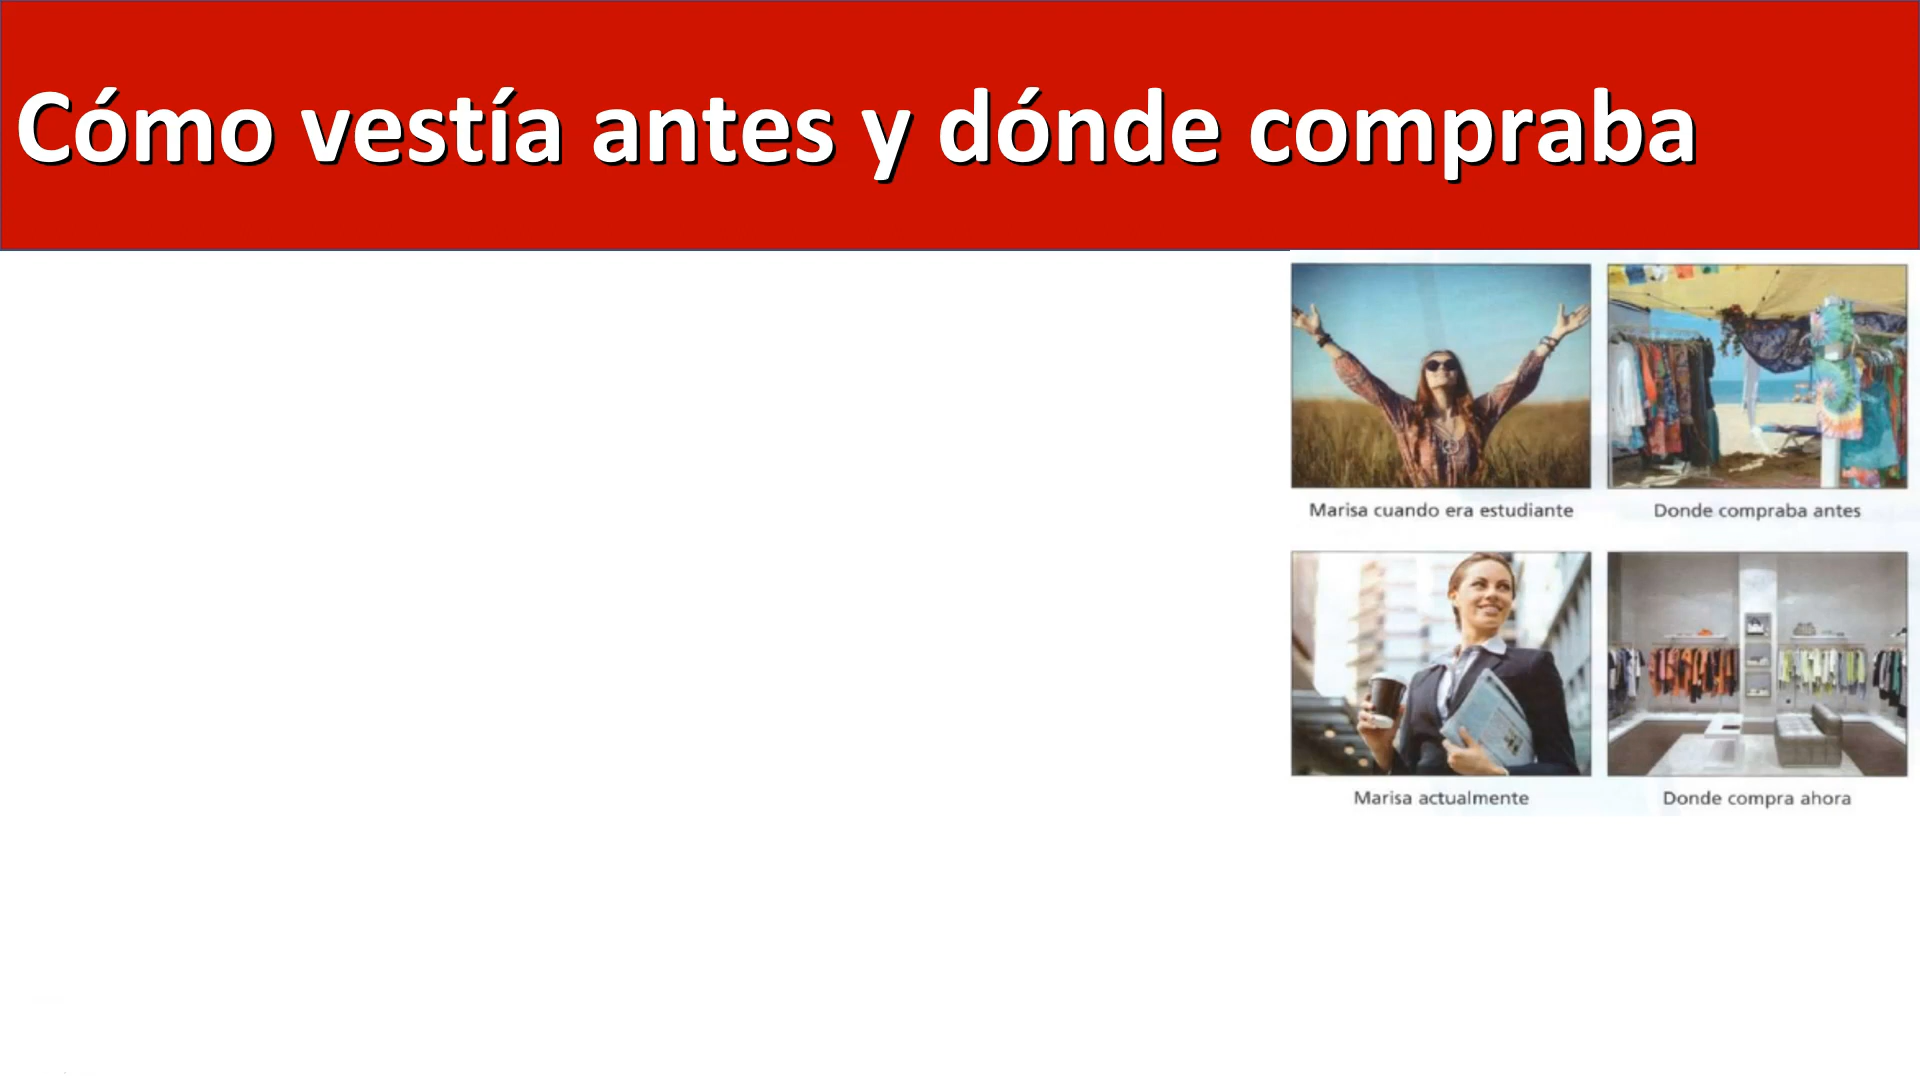 Cómo vestía antes y dónde compraba
Marisa cuando era estudiante
Donde compraba antes
Marisa actualmente
Donde compra ahora